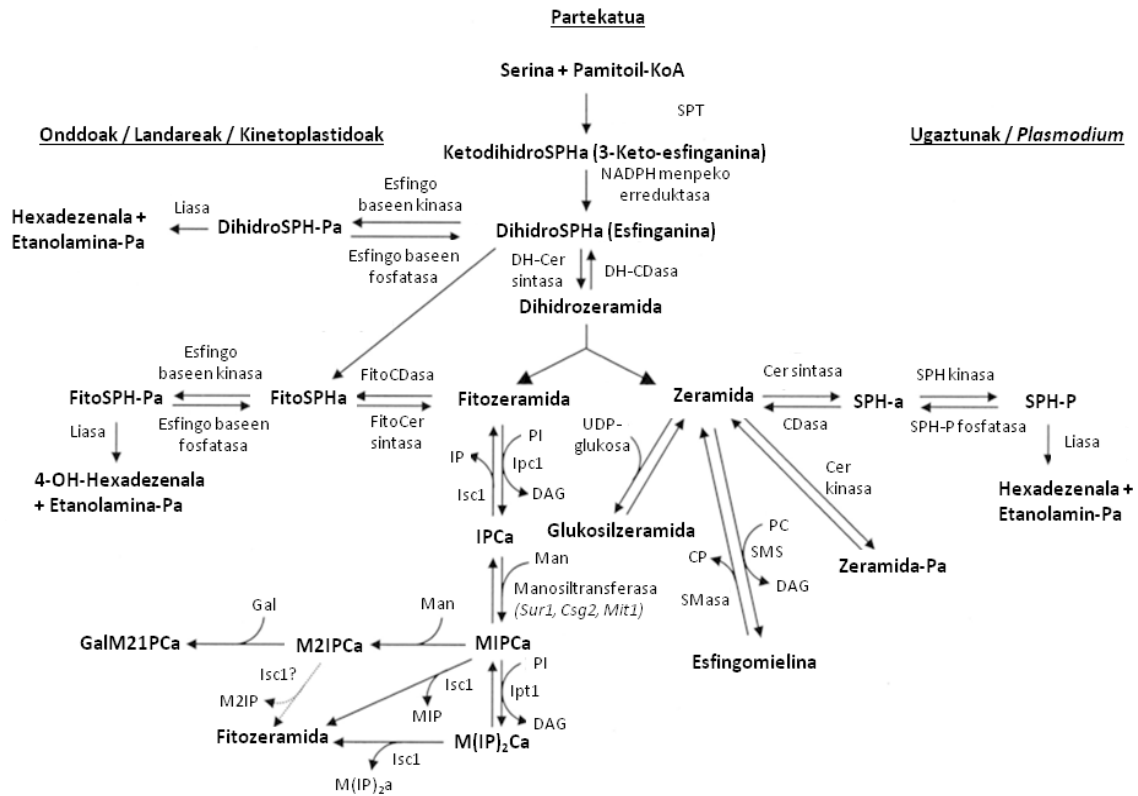 Partekatua
Serina + Pamitoil-KoA
SPT
Onddoak / Landareak / Kinetoplastidoak
Ugaztunak / Plasmodium
KetodihidroSPHa (3-Keto-esfinganina)
NADPH menpeko
erreduktasa
Esfingo
baseen kinasa
Hexadezenala +
Etanolamina-Pa
Liasa
DihidroSPH-Pa
DihidroSPHa (Esfinganina)
Esfingo baseen
fosfatasa
DH-Cer
sintasa
DH-CDasa
Dihidrozeramida
Esfingo
baseen kinasa
FitoSPH-Pa
FitoSPHa
FitoCDasa
FitoCer
sintasa
Fitozeramida
Zeramida
Cer sintasa
CDasa
SPH-a
SPH kinasa
SPH-P fosfatasa
SPH-P
Esfingo baseen
fosfatasa
Liasa
4-OH-Hexadezenala
+ Etanolamina-Pa
PI
IP
Ipc1
Isc1
DAG
UDP-
glukosa
Cer
kinasa
Liasa
Hexadezenala +
Etanolamin-Pa
IPCa
Glukosilzeramida
PC
CP
SMS
DAG
SMasa
Zeramida-Pa
Man
Manosiltransferasa
(Sur1, Csg2, Mit1)
Gal
Man
GalM21PCa
M2IPCa
MIPCa
Esfingomielina
Isc1?
M2IP
Isc1
MIP
PI
Ipt1
DAG
Fitozeramida
M(IP)₂Ca
Isc1
M(IP)₂a